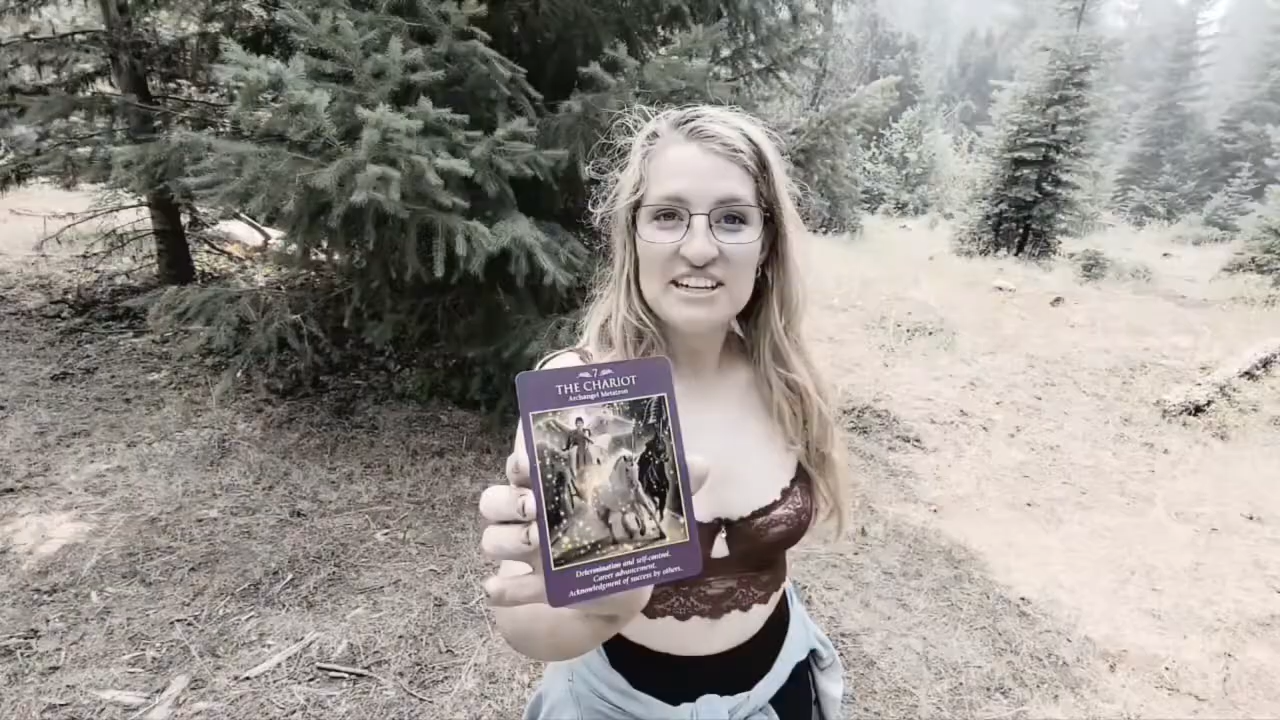 7
THE CHARIOT
Archangel Metatron
Determination and self-control.
Career advancement.
Acknowledgment of success by others.